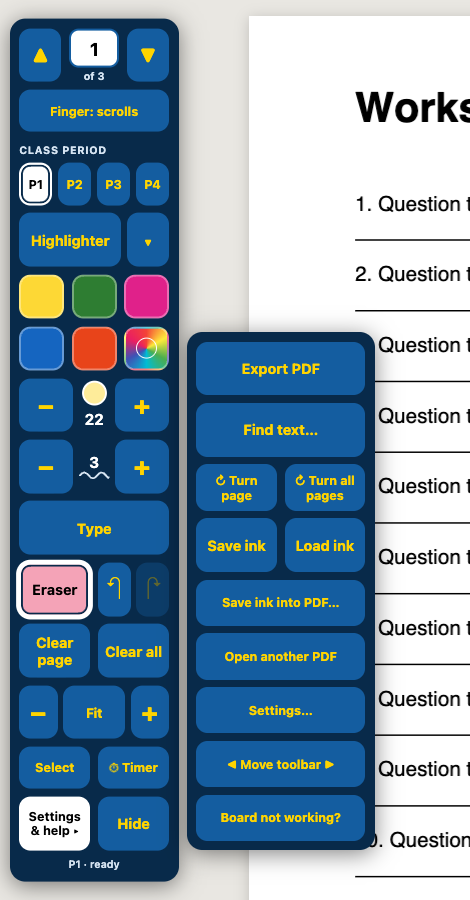 ▲ 1 ▼
of 3
Finger: scrolls
CLASS PERIOD
P1 P2 P3 P4
Highlighter ▾
− 22 +
− 3 +
Type
Eraser
Clear page
Clear all
− Fit +
Select
⏱ Timer
Settings & help ▸
Hide
P1 · ready
Export PDF
Find text...
↻ Turn page
↻ Turn all pages
Save ink
Load ink
Save ink into PDF...
Open another PDF
Settings...
◄ Move toolbar ►
Board not working?
Works
1. Question t
2. Question t
Question t
Question t
Question t
Question t
Question t
Question t
Question t
0. Question